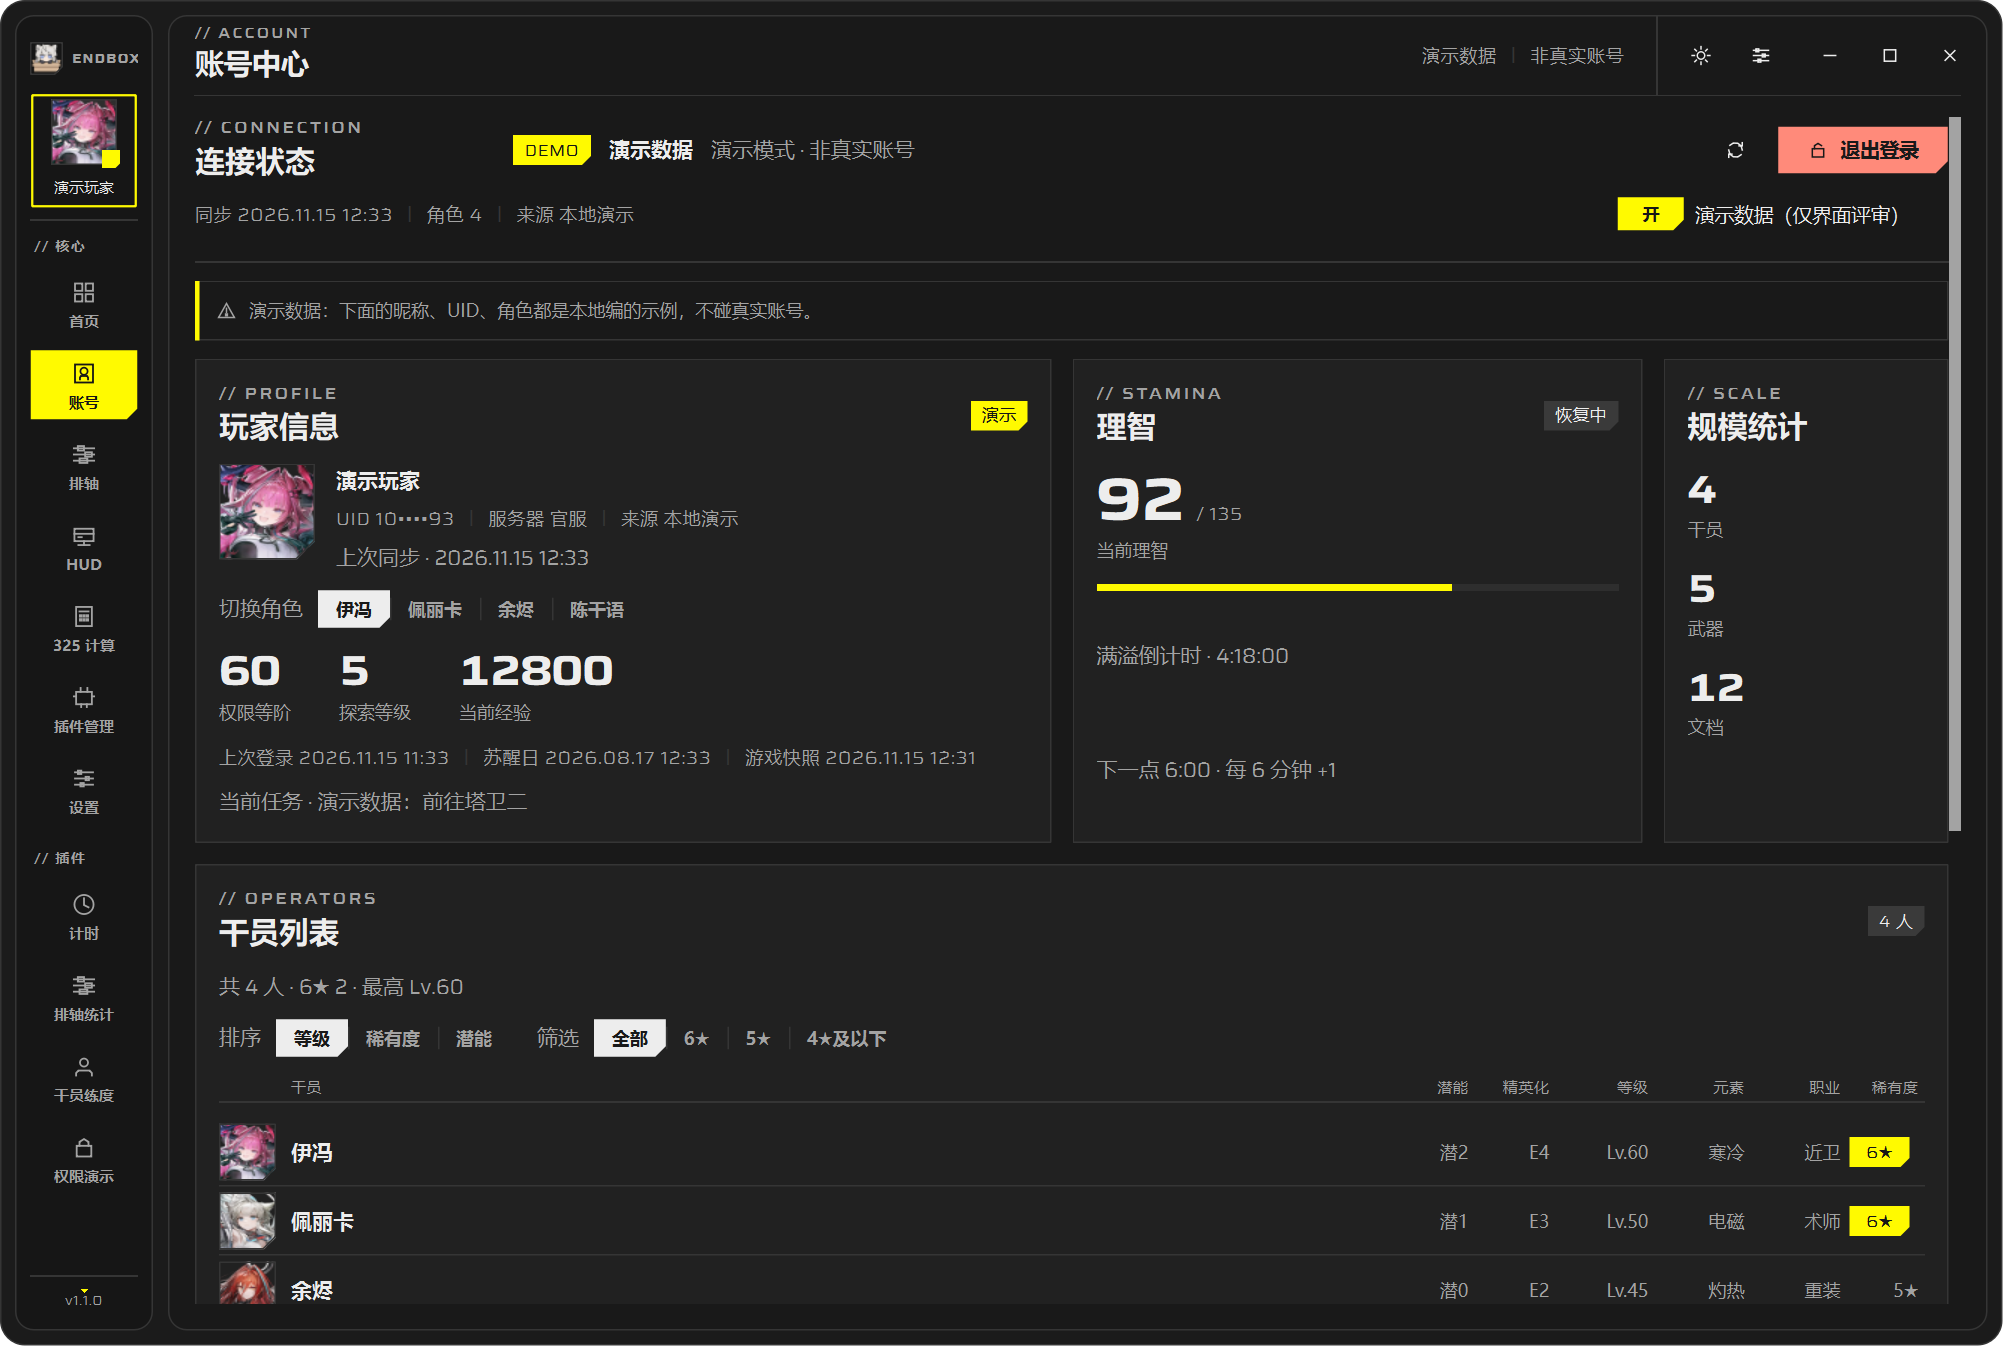 ENDBOX
演示玩家
// 核心
首页
账号
排轴
HUD
325 计算
插件管理
设置
// 插件
计时
排轴统计
干员练度
权限演示
v1.1.0
// ACCOUNT
账号中心
演示数据 非真实账号
// CONNECTION
连接状态
DEMO 演示数据 演示模式 · 非真实账号
退出登录
同步 2026.11.15 12:33 角色 4 来源 本地演示
开 演示数据（仅界面评审）
演示数据：下面的昵称、UID、角色都是本地编的示例，不碰真实账号。
// PROFILE
玩家信息
演示
演示玩家
UID 10••••93 服务器 官服 来源 本地演示
上次同步 · 2026.11.15 12:33
切换角色 伊冯 佩丽卡 余烬 陈千语
60 5 12800
权限等阶 探索等级 当前经验
上次登录 2026.11.15 11:33 苏醒日 2026.08.17 12:33 游戏快照 2026.11.15 12:31
当前任务 · 演示数据：前往塔卫二
// STAMINA
理智
恢复中
92 / 135
当前理智
满溢倒计时 · 4:18:00
下一点 6:00 · 每 6 分钟 +1
// SCALE
规模统计
4
干员
5
武器
12
文档
// OPERATORS
干员列表
4 人
共 4 人 · 6★ 2 · 最高 Lv.60
排序 等级 稀有度 潜能 筛选 全部 6★ 5★ 4★及以下
干员 潜能 精英化 等级 元素 职业 稀有度
伊冯 潜2 E4 Lv.60 寒冷 近卫 6★
佩丽卡 潜1 E3 Lv.50 电磁 术师 6★
余烬 潜0 E2 Lv.45 灼热 重装 5★